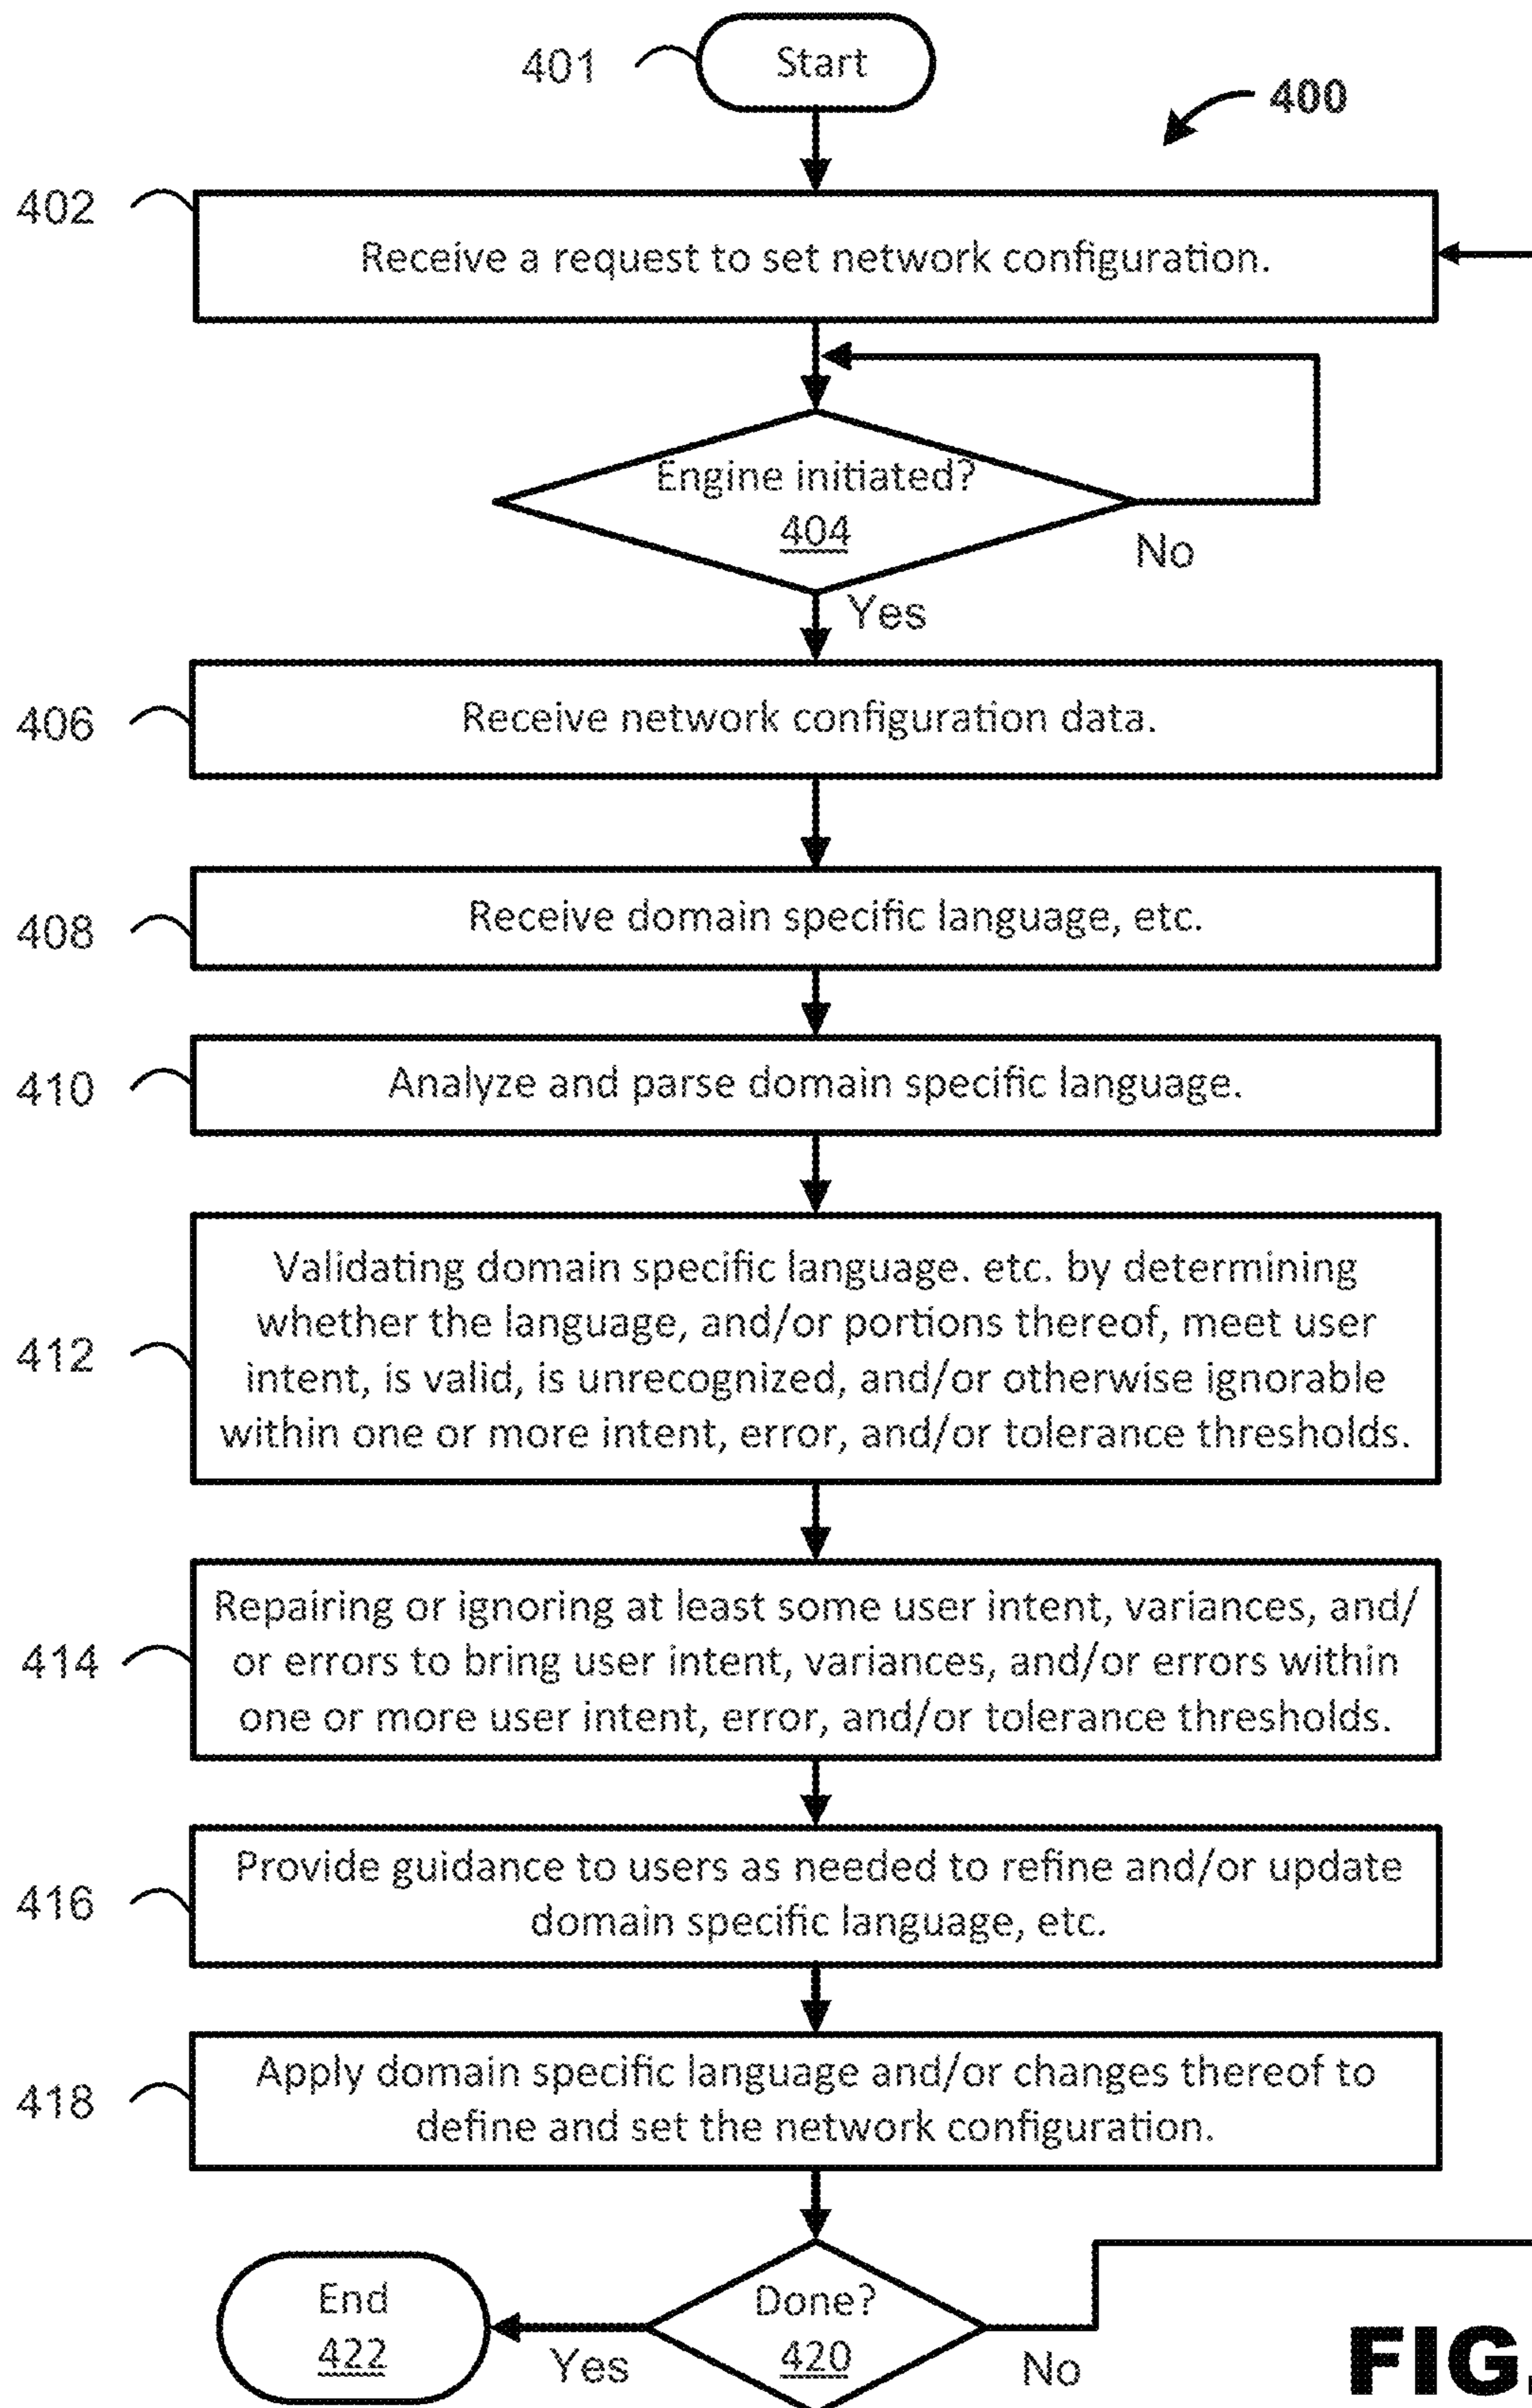 401
Start
400
402
Receive a request to set network configuration.
Engine initiated?
404
No
Yes
406
Receive network configuration data.
408
Receive domain specific language, etc.
410
Analyze and parse domain specific language.
412
Validating domain specific language. etc. by determining
whether the language, and/or portions thereof, meet user
intent, is valid, is unrecognized, and/or otherwise ignorable
within one or more intent, error, and/or tolerance thresholds.
414
Repairing or ignoring at least some user intent, variances, and/
or errors to bring user intent, variances, and/or errors within
one or more user intent, error, and/or tolerance thresholds.
416
Provide guidance to users as needed to refine and/or update
domain specific language, etc.
418
Apply domain specific language and/or changes thereof to
define and set the network configuration.
End
422
Yes
Done?
420
No
FIG.